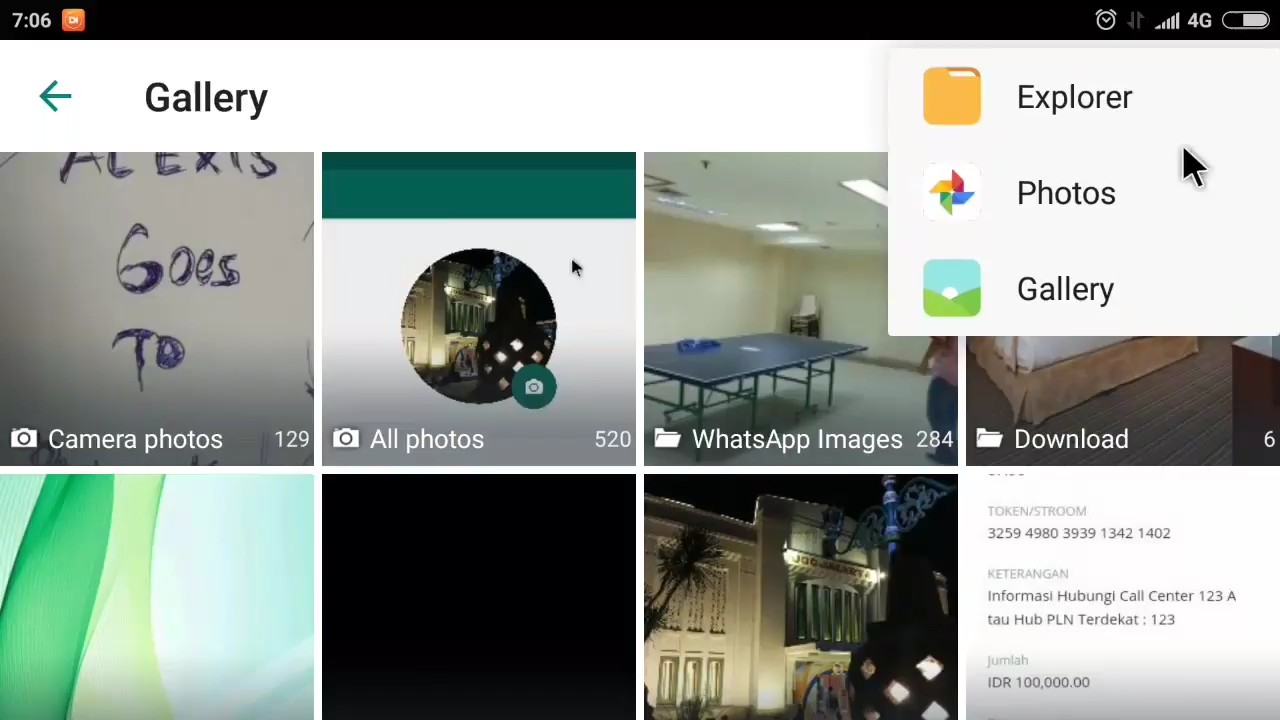 7:06
4G
Gallery
Explorer
Photos
Gallery
ALEXIS
Goes
To
Camera photos 129
All photos 520
WhatsApp Images 284
Download 6
TOKEN/STROOM
3259 4980 3939 1342 1402
KETERANGAN
Informasi Hubungi Call Center 123 A
tau Hub PLN Terdekat : 123
Jumlah
IDR 100,000.00